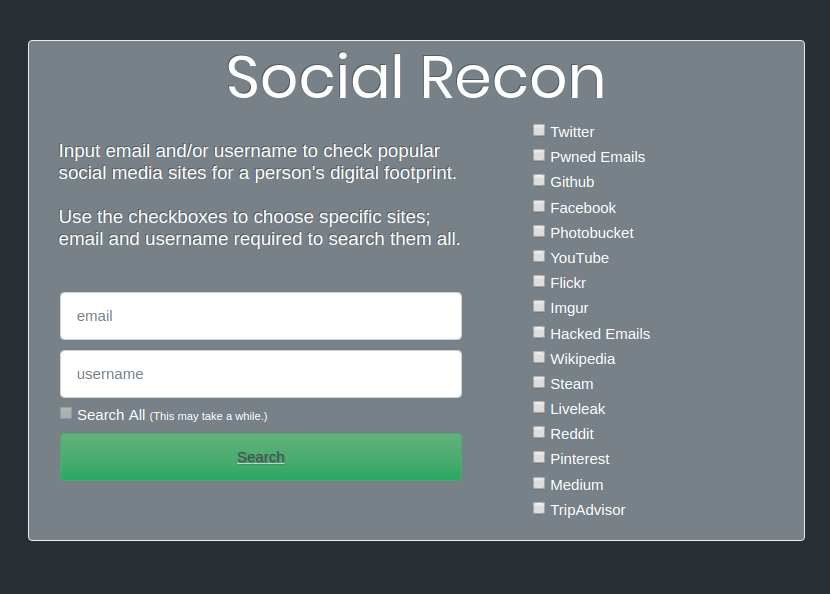 Social Recon
Input email and/or username to check popular
social media sites for a person's digital footprint.
Use the checkboxes to choose specific sites;
email and username required to search them all.
email
username
Search All (This may take a while.)
Search
Twitter
Pwned Emails
Github
Facebook
Photobucket
YouTube
Flickr
Imgur
Hacked Emails
Wikipedia
Steam
Liveleak
Reddit
Pinterest
Medium
TripAdvisor